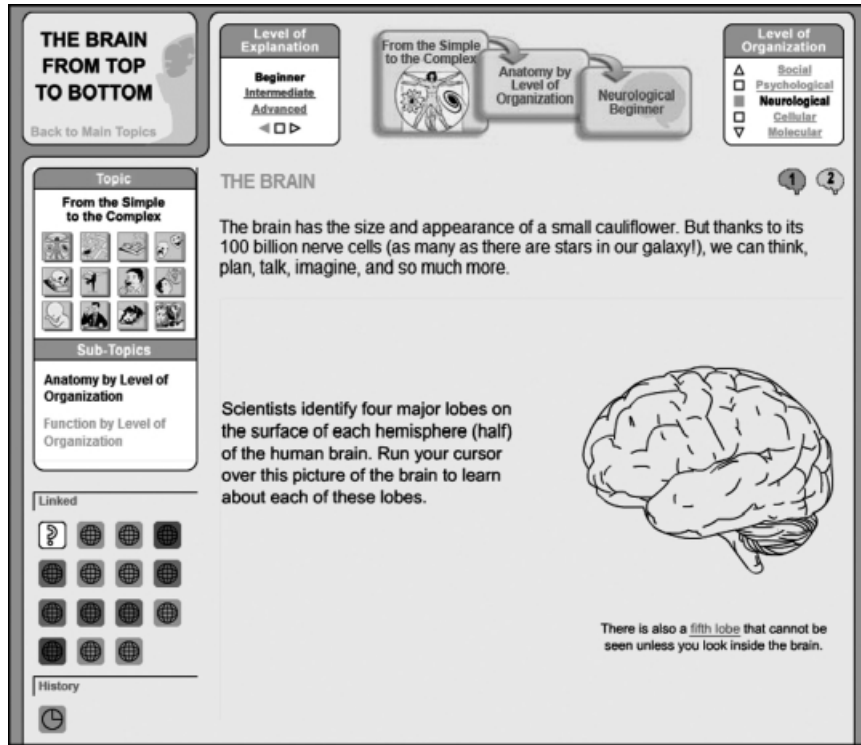 THE BRAIN
FROM TOP
TO BOTTOM
Back to Main Topics
Level of
Explanation
Beginner
Intermediate
Advanced
From the Simple
to the Complex
Anatomy by
Level of
Organization
Neurological
Beginner
Level of
Organization
Social
Psychological
Neurological
Cellular
Molecular
Topic
From the Simple
to the Complex
Sub-Topics
Anatomy by Level of
Organization
Function by Level of
Organization
Linked
?
History
THE BRAIN
1 2
The brain has the size and appearance of a small cauliflower. But thanks to its
100 billion nerve cells (as many as there are stars in our galaxy!), we can think,
plan, talk, imagine, and so much more.
Scientists identify four major lobes on
the surface of each hemisphere (half)
of the human brain. Run your cursor
over this picture of the brain to learn
about each of these lobes.
There is also a fifth lobe that cannot be
seen unless you look inside the brain.